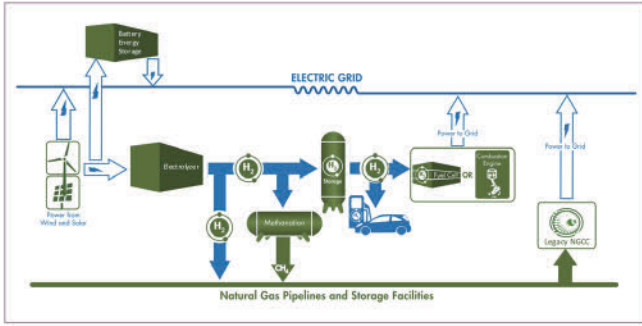 Battery
Energy
Storage
ELECTRIC GRID
Power to Grid
Power to Grid
Electrolyzer
H2
H2
Storage
H2
Fuel Cell
OR
Combustion
Engine
Power from
Wind and Solar
H2
Methanation
CH4
Legacy NGCC
Natural Gas Pipelines and Storage Facilities